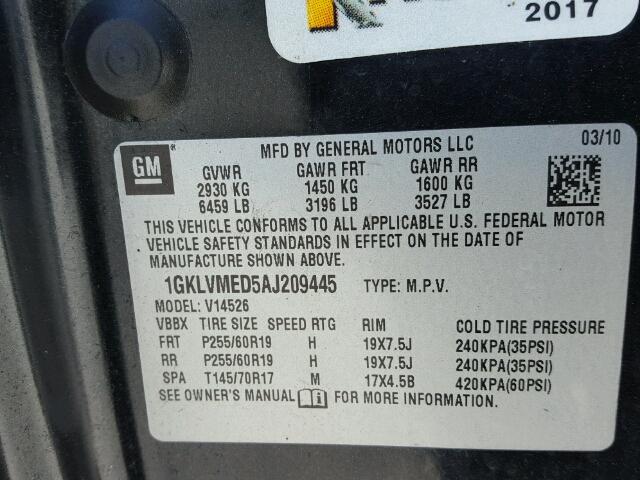 2017
GM
MFD BY GENERAL MOTORS LLC 03/10
GVWR GAWR FRT GAWR RR
2930 KG 1450 KG 1600 KG
6459 LB 3196 LB 3527 LB
THIS VEHICLE CONFORMS TO ALL APPLICABLE U.S. FEDERAL MOTOR
VEHICLE SAFETY STANDARDS IN EFFECT ON THE DATE OF
MANUFACTURE SHOWN ABOVE.
1GKLVMED5AJ209445 TYPE: M.P.V.
MODEL: V14526
VBBX TIRE SIZE SPEED RTG RIM COLD TIRE PRESSURE
FRT P255/60R19 H 19X7.5J 240KPA(35PSI)
RR P255/60R19 H 19X7.5J 240KPA(35PSI)
SPA T145/70R17 M 17X4.5B 420KPA(60PSI)
SEE OWNER'S MANUAL i FOR MORE INFORMATION.